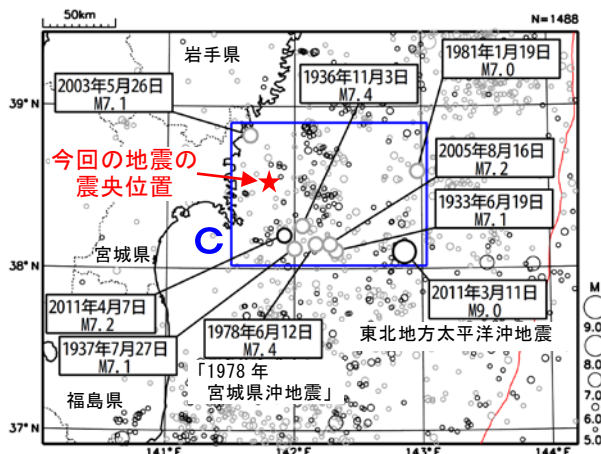 50km
N=1488
岩手県
1981年1月19日
M7.0
2003年5月26日
M7.1
1936年11月3日
M7.4
39°N
今回の地震の
震央位置
2005年8月16日
M7.2
1933年6月19日
M7.1
C
宮城県
38°N
2011年4月7日
M7.2
2011年3月11日
M9.0
東北地方太平洋沖地震
1978年6月12日
M7.4
1937年7月27日
M7.1
「1978年
宮城県沖地震」
福島県
M
9.0
8.0
7.0
6.0
5.0
37°N
141°E
142°E
143°E
144°E